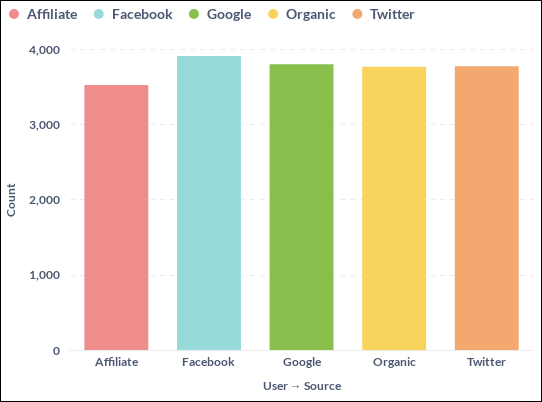 Affiliate Facebook Google Organic Twitter
4,000
3,000
2,000
1,000
0
Count
Affiliate Facebook Google Organic Twitter
User → Source